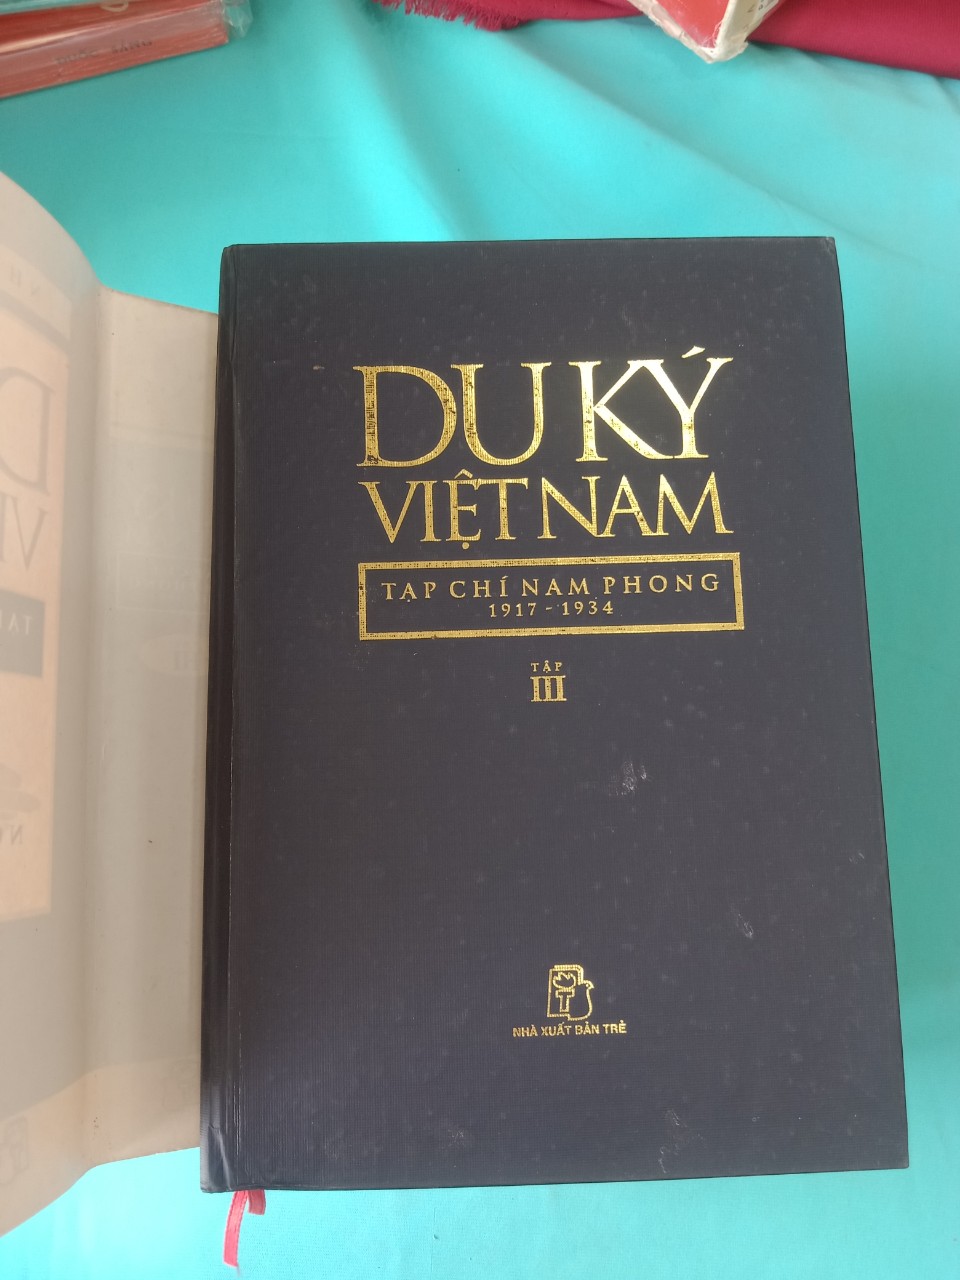 DU KÝ
VIỆT NAM
TẠP CHÍ NAM PHONG
1917 - 1934
TẬP
III
T
NHÀ XUẤT BẢN TRẺ